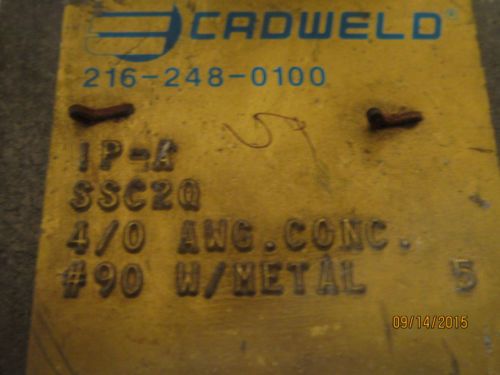 CADWELD®
216-248-0100
1P-A
SSC2Q
4/0 AWG.CONC.
#90 W/METAL 5
09/14/2015